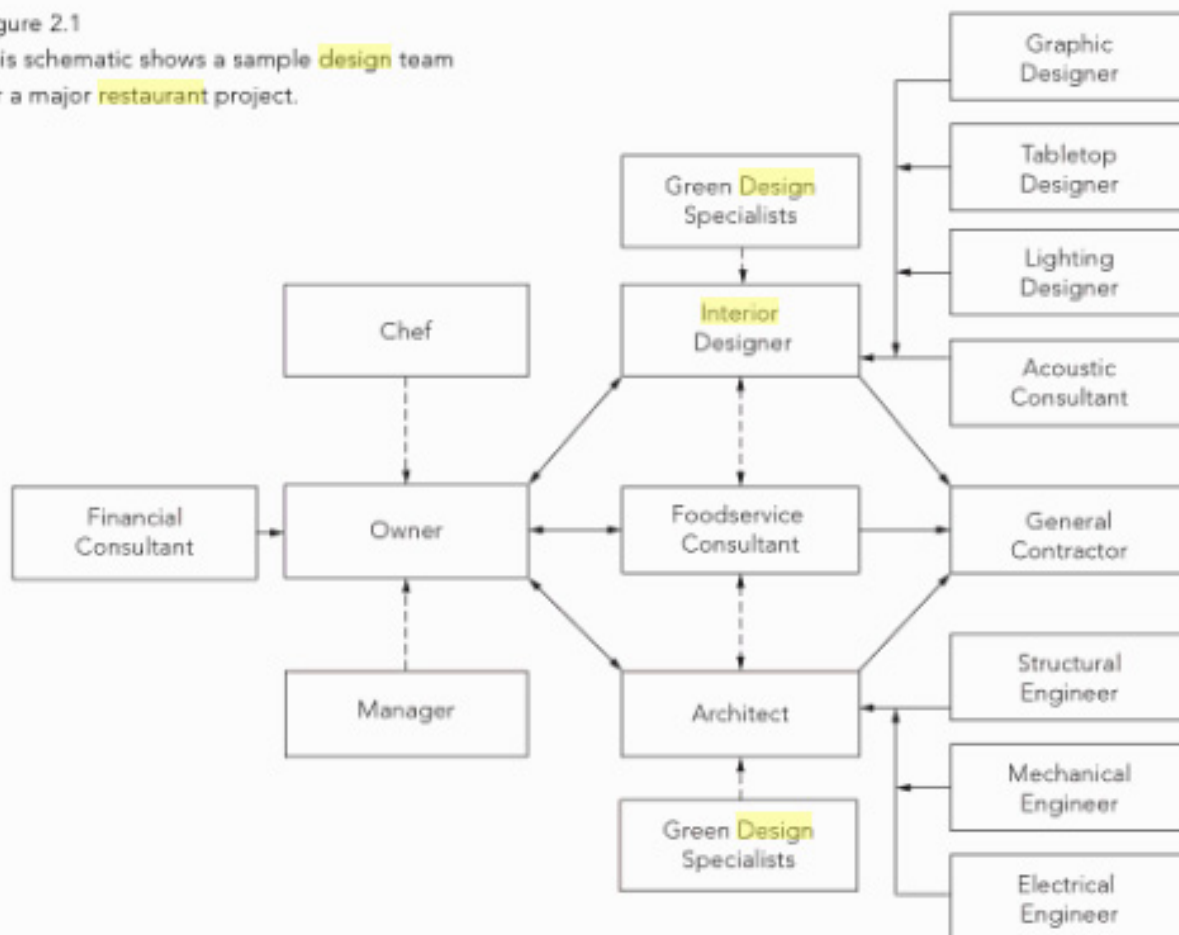 gure 2.1
is schematic shows a sample design team
r a major restaurant project.
Graphic
Designer
Tabletop
Designer
Green Design
Specialists
Lighting
Designer
Chef
Interior
Designer
Acoustic
Consultant
Financial
Consultant
Owner
Foodservice
Consultant
General
Contractor
Manager
Architect
Structural
Engineer
Mechanical
Engineer
Green Design
Specialists
Electrical
Engineer